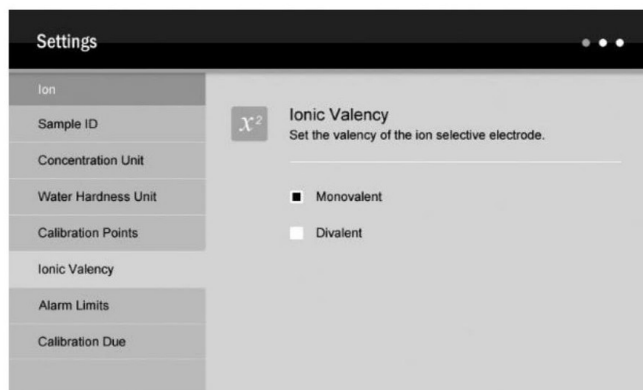 Settings
Ion
Sample ID
Concentration Unit
Water Hardness Unit
Calibration Points
Ionic Valency
Alarm Limits
Calibration Due
x²
Ionic Valency
Set the valency of the ion selective electrode.
Monovalent
Divalent